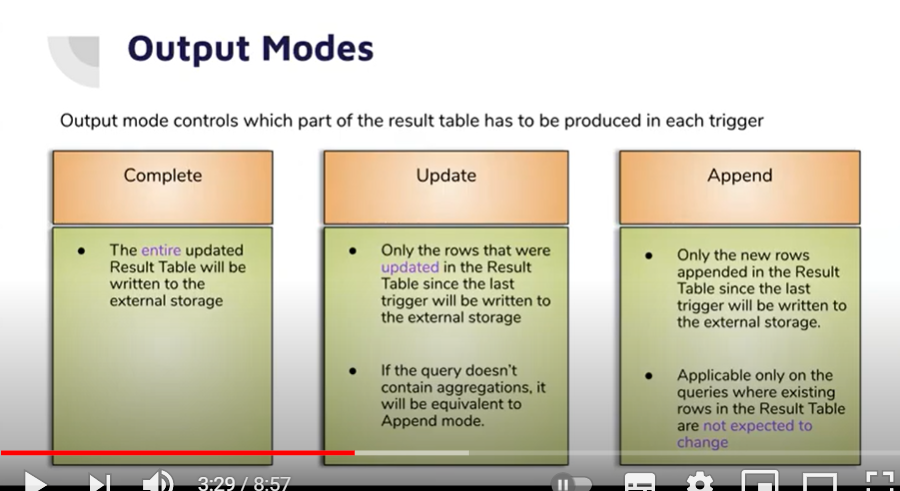 Output Modes
Output mode controls which part of the result table has to be produced in each trigger
Complete
● The entire updated
Result Table will be
written to the
external storage
Update
● Only the rows that were
updated in the Result
Table since the last
trigger will be written to
the external storage
● If the query doesn't
contain aggregations, it
will be equivalent to
Append mode.
Append
● Only the new rows
appended in the Result
Table since the last
trigger will be written to
the external storage.
● Applicable only on the
queries where existing
rows in the Result Table
are not expected to
change
3:29 / 8:57